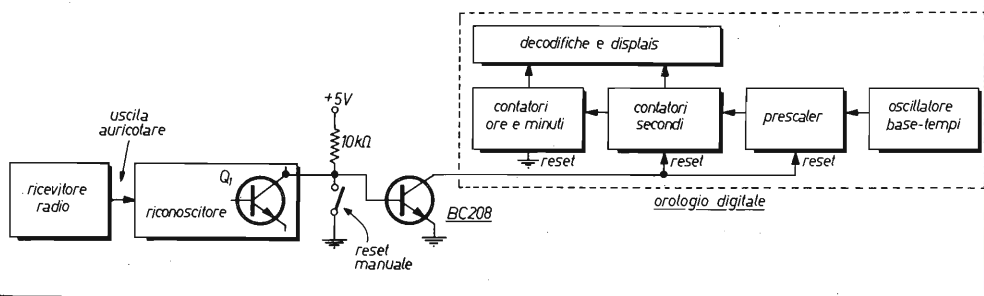 decodifiche e displais
+5V
uscita
auricolare
10kΩ
contatori
ore e minuti
contatori
secondi
prescaler
oscillatore
base-tempi
reset
reset
reset
Q1
ricevitore
radio
riconoscitore
BC208
orologio digitale
reset
manuale